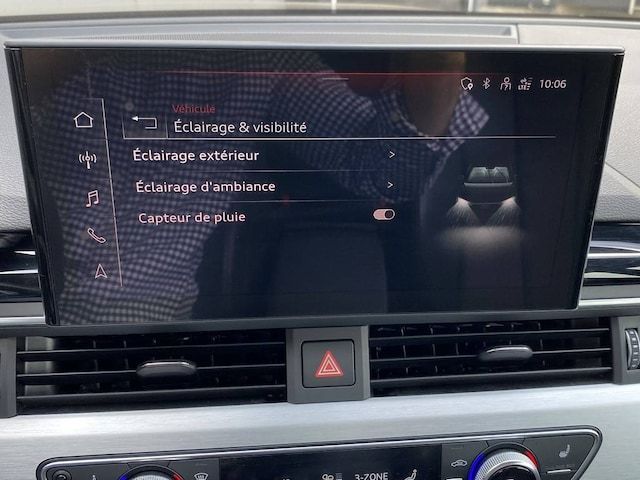 10:06
Véhicule
Éclairage & visibilité
Éclairage extérieur >
Éclairage d'ambiance >
Capteur de pluie
3-ZONE